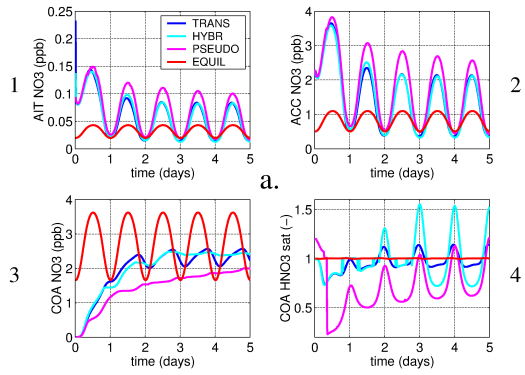 0.25
0.2
0.15
0.1
0.05
0
AIT NO3 (ppb)
TRANS
HYBR
PSEUDO
EQUIL
0 1 2 3 4 5
time (days)
1
4
3
2
1
0
ACC NO3 (ppb)
0 1 2 3 4 5
time (days)
2
a.
4
3
2
1
0
COA NO3 (ppb)
0 1 2 3 4 5
time (days)
3
1.5
1
0.5
COA HNO3 sat (−)
0 1 2 3 4 5
time (days)
4